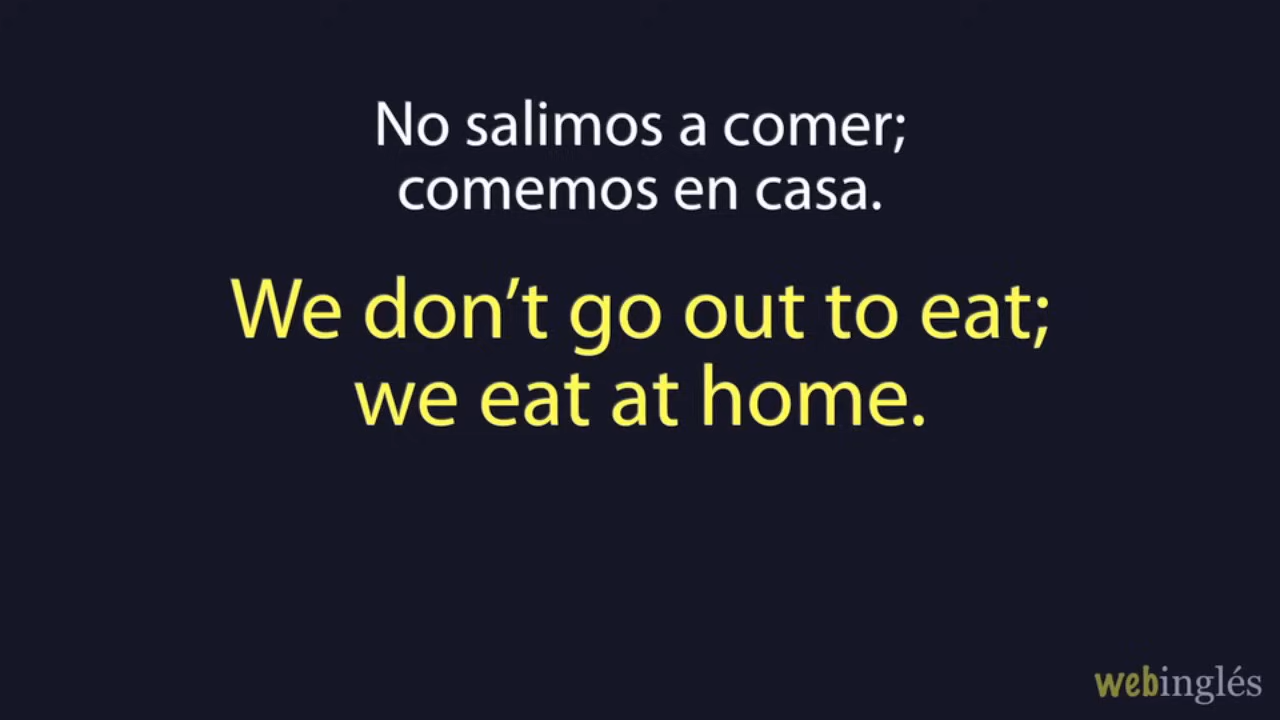 No salimos a comer;
comemos en casa.
We don’t go out to eat;
we eat at home.
webinglés